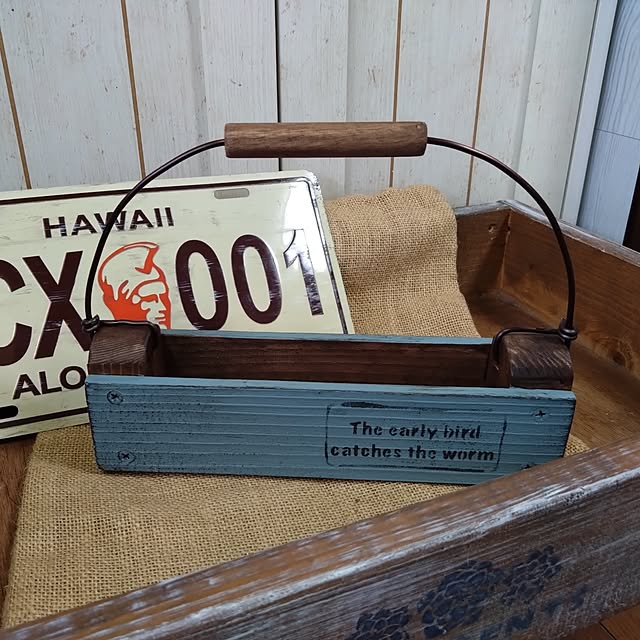 HAWAII
CX 001
ALO
The early bird
catches the worm